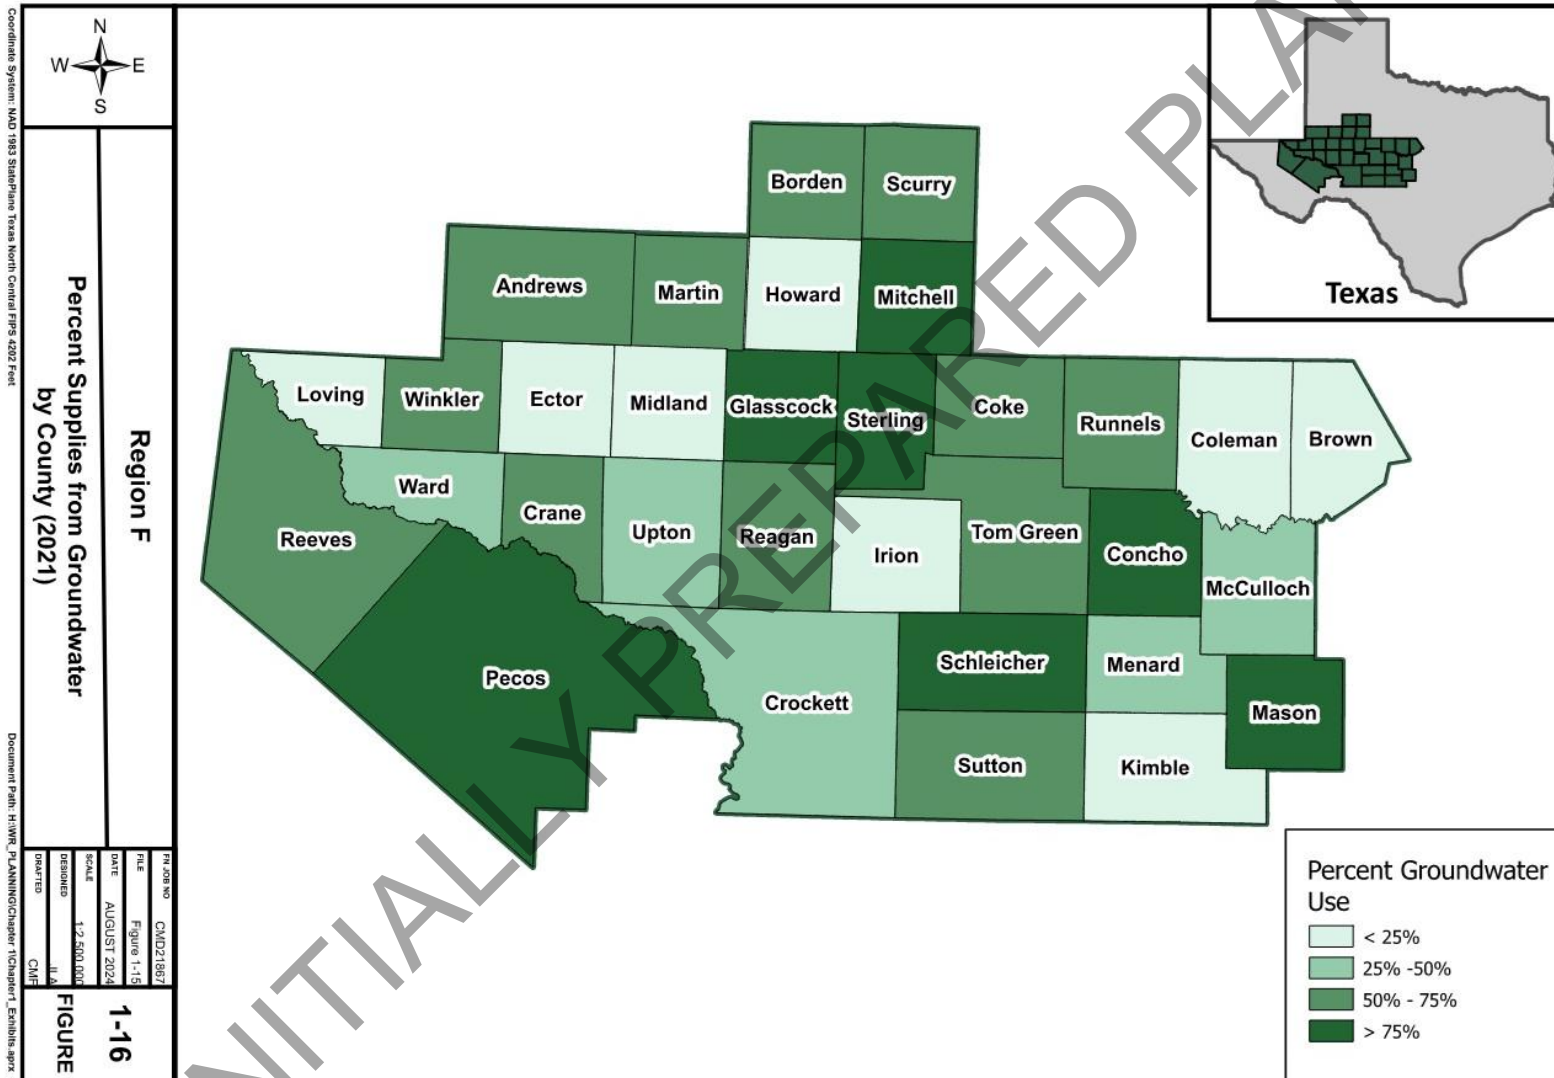 Coordinate System: NAD 1983 StatePlane Texas North Central FIPS 4202 Feet
Document Path: H:\WR_PLANNING\Chapter 1\Chapter1_Exhibits.aprx
N
W
E
S
Region F
Percent Supplies from Groundwater
by County (2021)
FN JOB NO CMD21867
FILE Figure 1-15
DATE AUGUST 2024
SCALE 1:2,500,000
DESIGNED JLA
DRAFTED CMF
1-16
FIGURE
Borden
Scurry
Andrews
Martin
Howard
Mitchell
Loving
Winkler
Ector
Midland
Glasscock
Sterling
Coke
Runnels
Coleman
Brown
Ward
Reeves
Crane
Upton
Reagan
Irion
Tom Green
Concho
McCulloch
Pecos
Crockett
Schleicher
Menard
Mason
Sutton
Kimble
Texas
Percent Groundwater
Use
< 25%
25% -50%
50% - 75%
> 75%
PREPARED